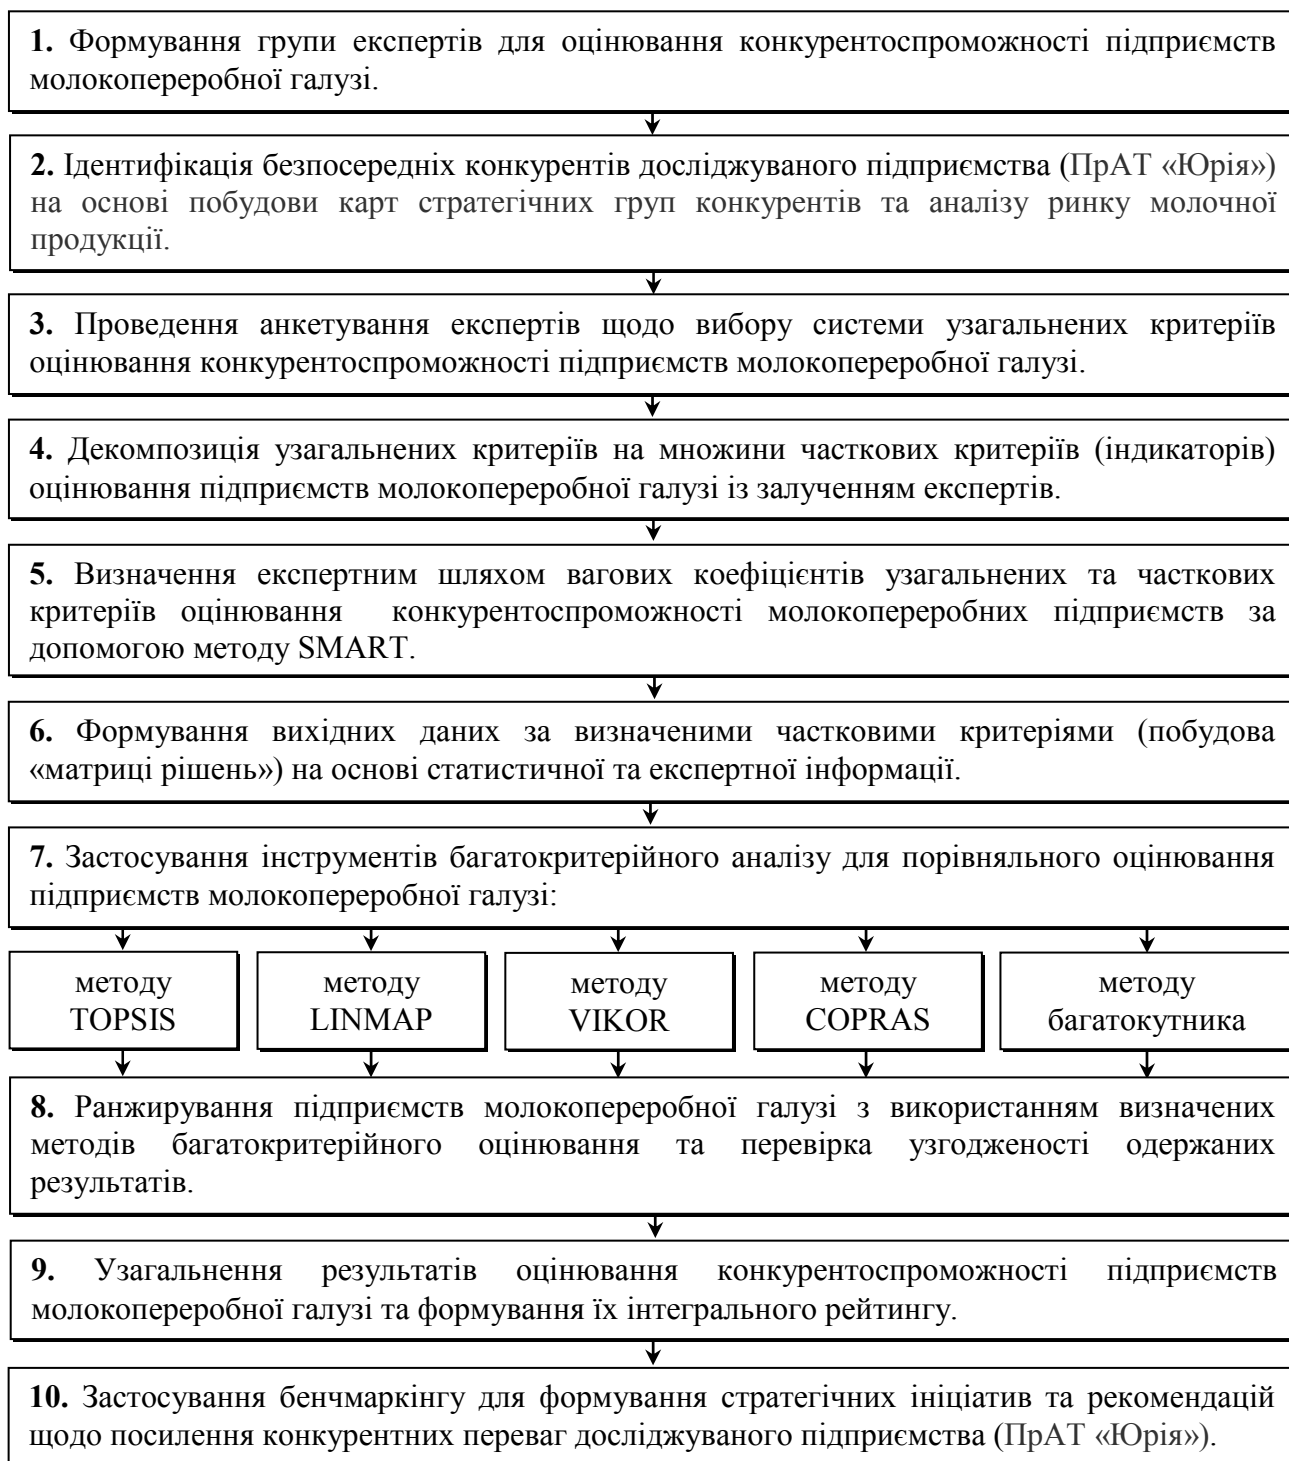 1. Формування групи експертів для оцінювання конкурентоспроможності підприємств
молокопереробної галузі.
2. Ідентифікація безпосередніх конкурентів досліджуваного підприємства (ПрАТ «Юрія»)
на основі побудови карт стратегічних груп конкурентів та аналізу ринку молочної
продукції.
3. Проведення анкетування експертів щодо вибору системи узагальнених критеріїв
оцінювання конкурентоспроможності підприємств молокопереробної галузі.
4. Декомпозиція узагальнених критеріїв на множини часткових критеріїв (індикаторів)
оцінювання підприємств молокопереробної галузі із залученням експертів.
5. Визначення експертним шляхом вагових коефіцієнтів узагальнених та часткових
критеріїв оцінювання конкурентоспроможності молокопереробних підприємств за
допомогою методу SMART.
6. Формування вихідних даних за визначеними частковими критеріями (побудова
«матриці рішень») на основі статистичної та експертної інформації.
7. Застосування інструментів багатокритерійного аналізу для порівняльного оцінювання
підприємств молокопереробної галузі:
методу
TOPSIS
методу
LINMAP
методу
VIKOR
методу
COPRAS
методу
багатокутника
8. Ранжирування підприємств молокопереробної галузі з використанням визначених
методів багатокритерійного оцінювання та перевірка узгодженості одержаних
результатів.
9. Узагальнення результатів оцінювання конкурентоспроможності підприємств
молокопереробної галузі та формування їх інтегрального рейтингу.
10. Застосування бенчмаркінгу для формування стратегічних ініціатив та рекомендацій
щодо посилення конкурентних переваг досліджуваного підприємства (ПрАТ «Юрія»).